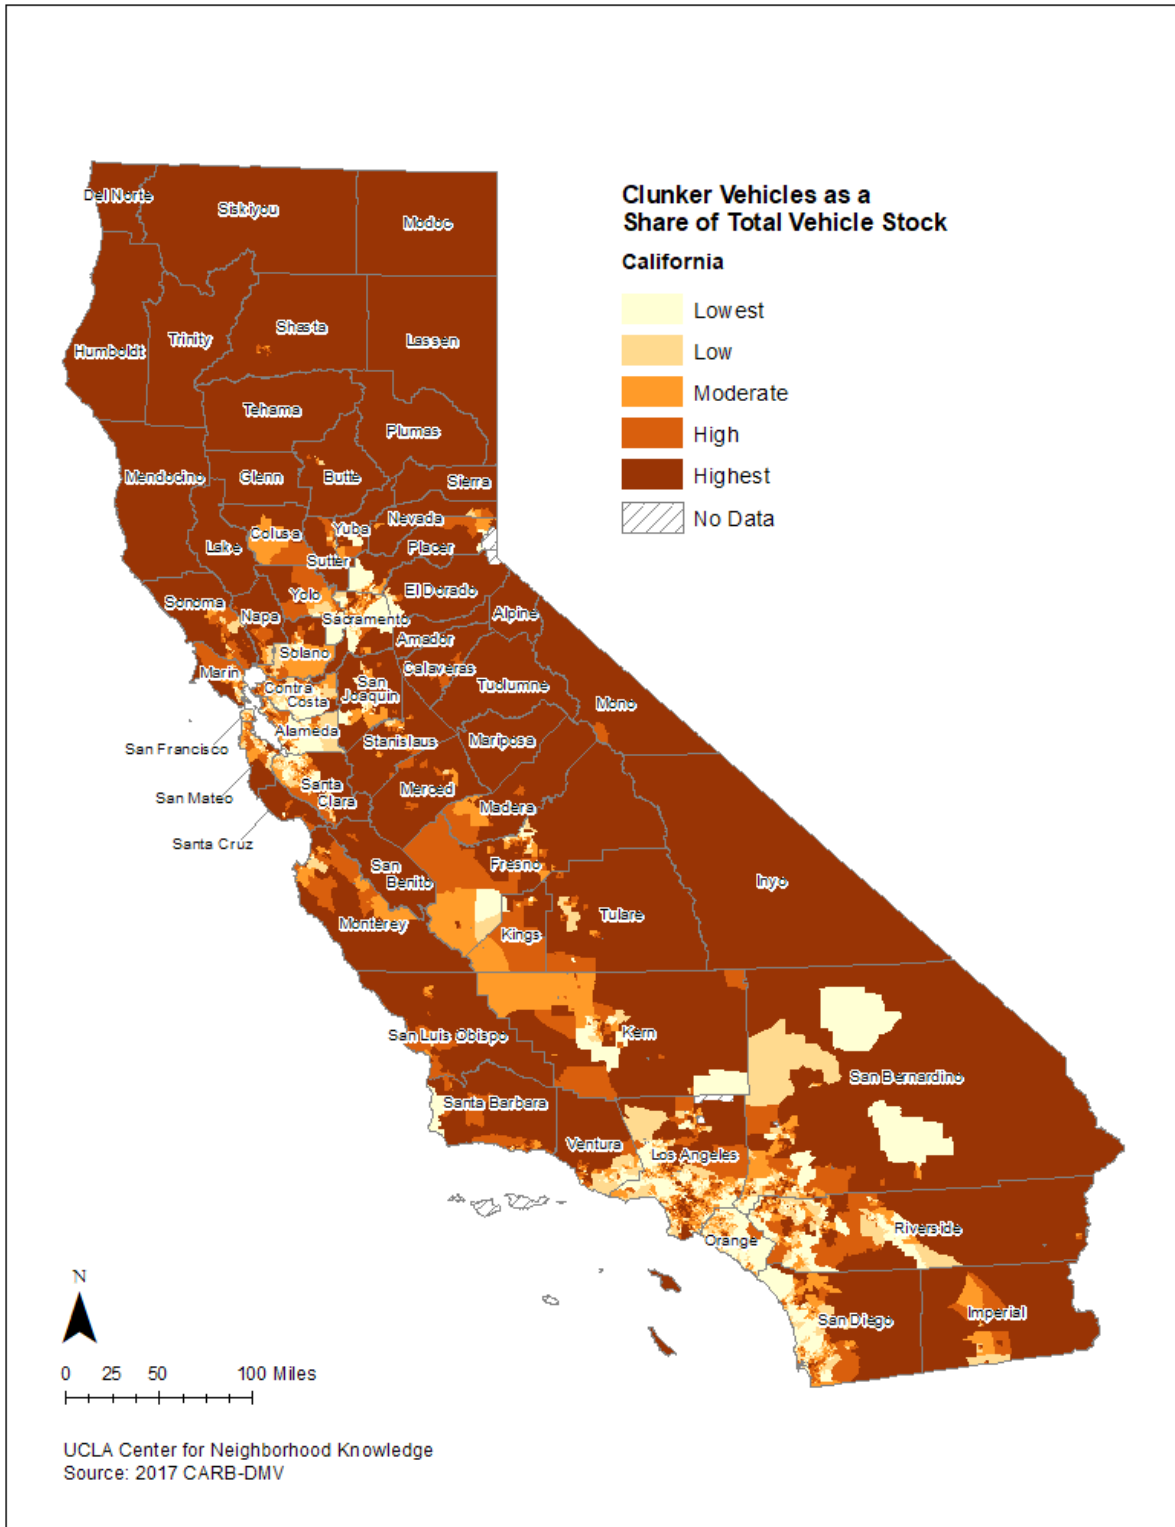 Clunker Vehicles as a
Share of Total Vehicle Stock
California
Lowest
Low
Moderate
High
Highest
No Data
Del Norte
Siskiyou
Modoc
Humboldt
Trinity
Shasta
Lassen
Tehama
Plumas
Mendocino
Glenn
Butte
Sierra
Lake
Colusa
Yuba
Nevada
Sutter
Placer
Sonoma
Napa
Yolo
El Dorado
Sacramento
Alpine
Amador
Marin
Solano
Calaveras
Contra
Costa
San
Joaquin
Tuolumne
Mono
San Francisco
Alameda
Stanislaus
Mariposa
San Mateo
Santa
Clara
Merced
Madera
Santa Cruz
San
Benito
Fresno
Inyo
Monterey
Kings
Tulare
San Luis Obispo
Kern
San Bernardino
Santa Barbara
Ventura
Los Angeles
Orange
Riverside
San Diego
Imperial
N
0 25 50 100 Miles
UCLA Center for Neighborhood Knowledge
Source: 2017 CARB-DMV